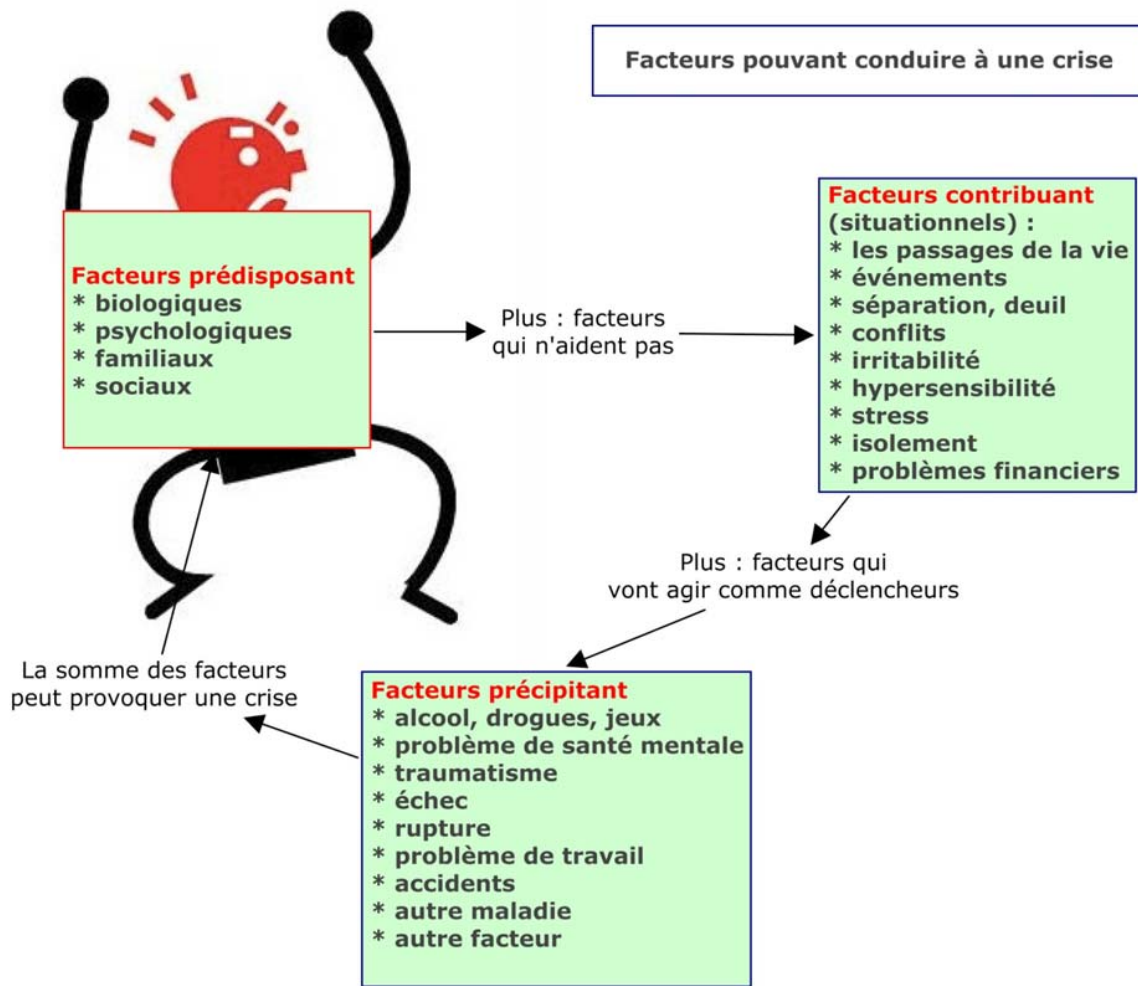 Facteurs pouvant conduire à une crise
Facteurs prédisposant
* biologiques
* psychologiques
* familiaux
* sociaux
Plus : facteurs
qui n'aident pas
Facteurs contribuant
(situationnels) :
* les passages de la vie
* événements
* séparation, deuil
* conflits
* irritabilité
* hypersensibilité
* stress
* isolement
* problèmes financiers
Plus : facteurs qui
vont agir comme déclencheurs
Facteurs précipitant
* alcool, drogues, jeux
* problème de santé mentale
* traumatisme
* échec
* rupture
* problème de travail
* accidents
* autre maladie
* autre facteur
La somme des facteurs
peut provoquer une crise